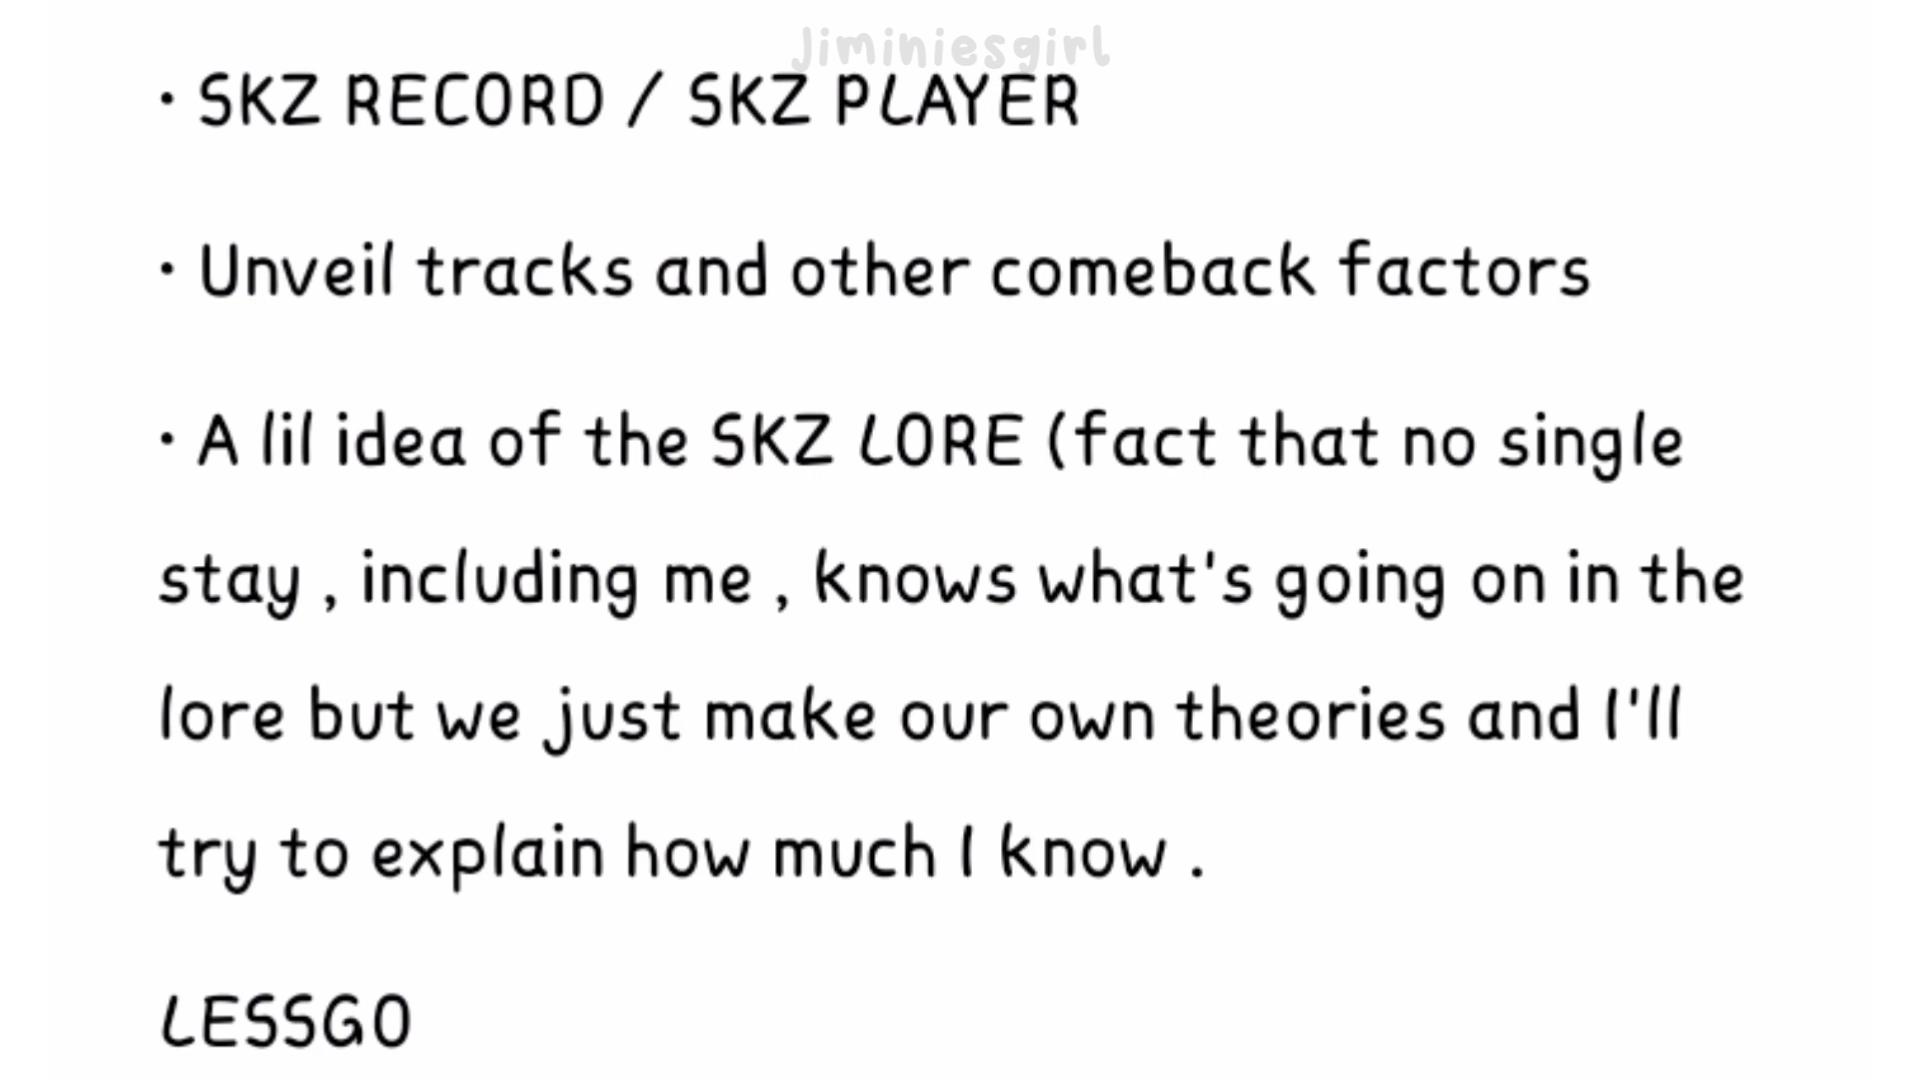 Jiminiesgirl
· SKZ RECORD / SKZ PLAYER
· Unveil tracks and other comeback factors
· A lil idea of the SKZ LORE (fact that no single
stay , including me , knows what's going on in the
lore but we just make our own theories and I'll
try to explain how much I know .
LESSGO